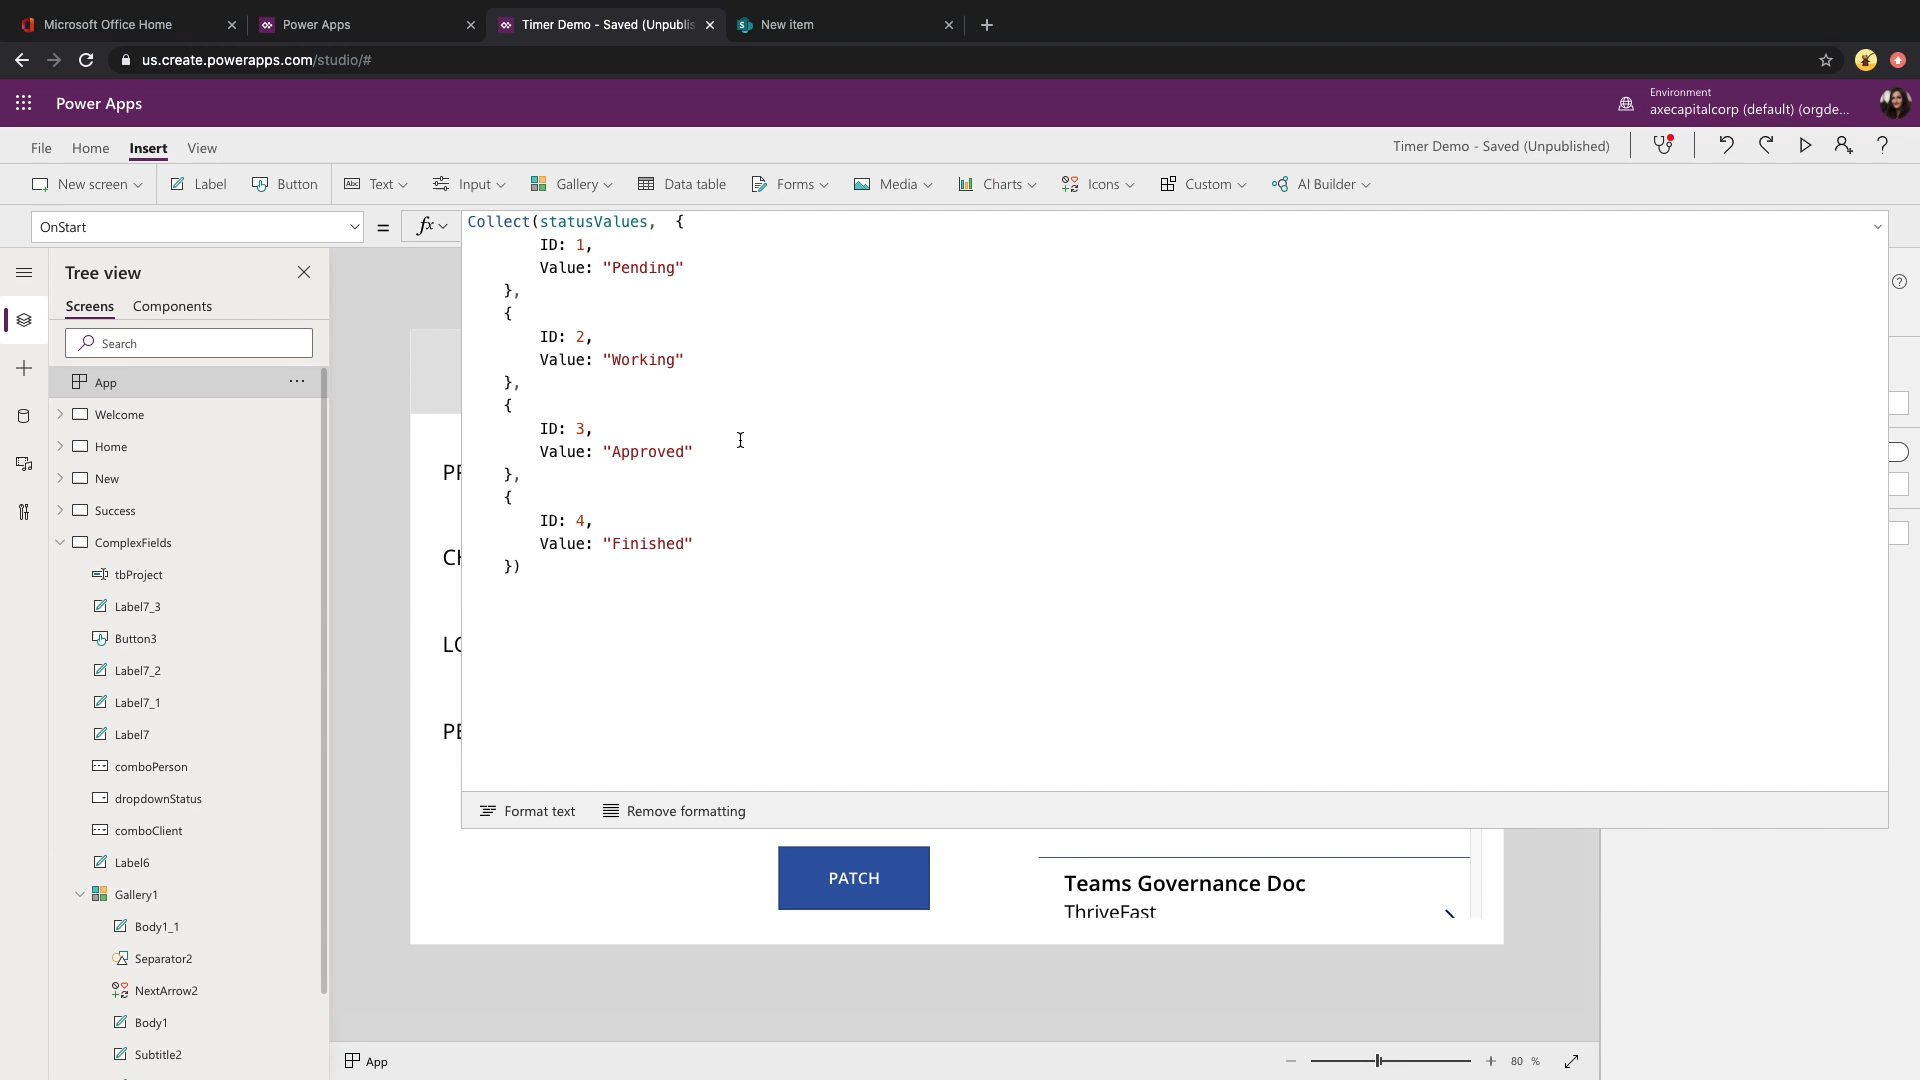 Microsoft Office Home
Power Apps
Timer Demo - Saved (Unpublis
New item
us.create.powerapps.com/studio/#
Power Apps
Environment
axecapitalcorp (default) (orgde...
File
Home
Insert
View
Timer Demo - Saved (Unpublished)
New screen
Label
Button
Text
Input
Gallery
Data table
Forms
Media
Charts
Icons
Custom
AI Builder
OnStart
=
fx
Collect(statusValues, {
ID: 1,
Value: "Pending"
},
{
ID: 2,
Value: "Working"
},
{
ID: 3,
Value: "Approved"
},
{
ID: 4,
Value: "Finished"
})
Format text
Remove formatting
Tree view
Screens
Components
Search
App
Welcome
Home
New
Success
ComplexFields
tbProject
Label7_3
Button3
Label7_2
Label7_1
Label7
comboPerson
dropdownStatus
comboClient
Label6
Gallery1
Body1_1
Separator2
NextArrow2
Body1
Subtitle2
PATCH
Teams Governance Doc
ThriveFast
App
80 %